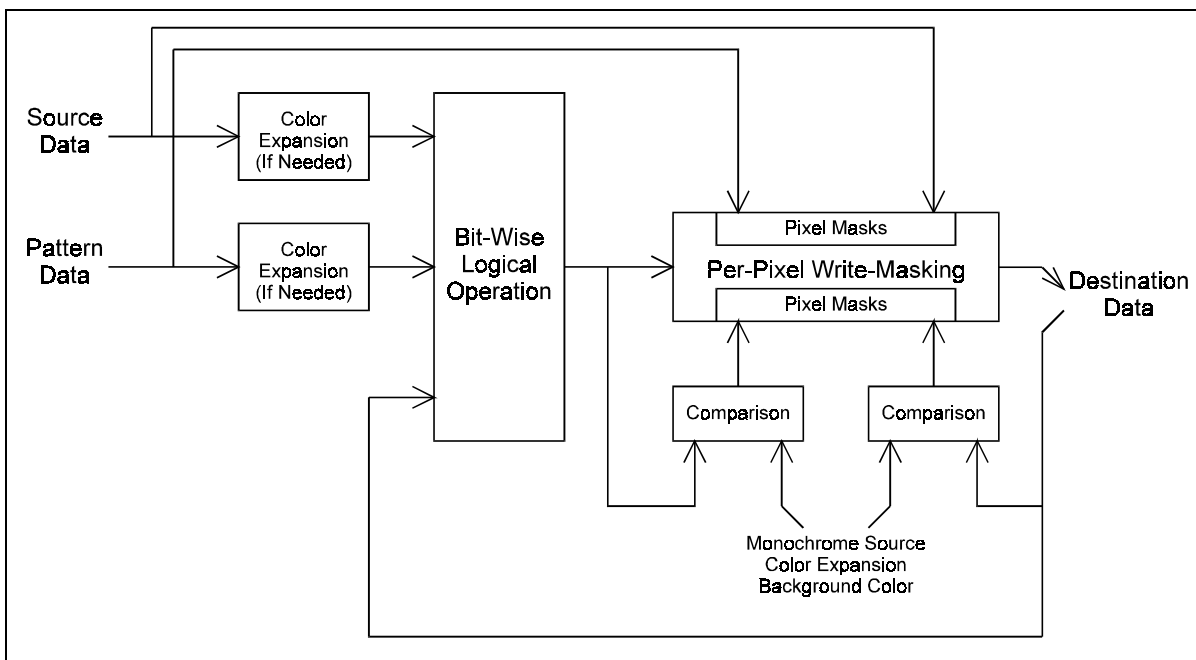 Source
Data
Color
Expansion
(If Needed)
Pattern
Data
Color
Expansion
(If Needed)
Bit-Wise
Logical
Operation
Pixel Masks
Per-Pixel Write-Masking
Pixel Masks
Destination
Data
Comparison
Comparison
Monochrome Source
Color Expansion
Background Color